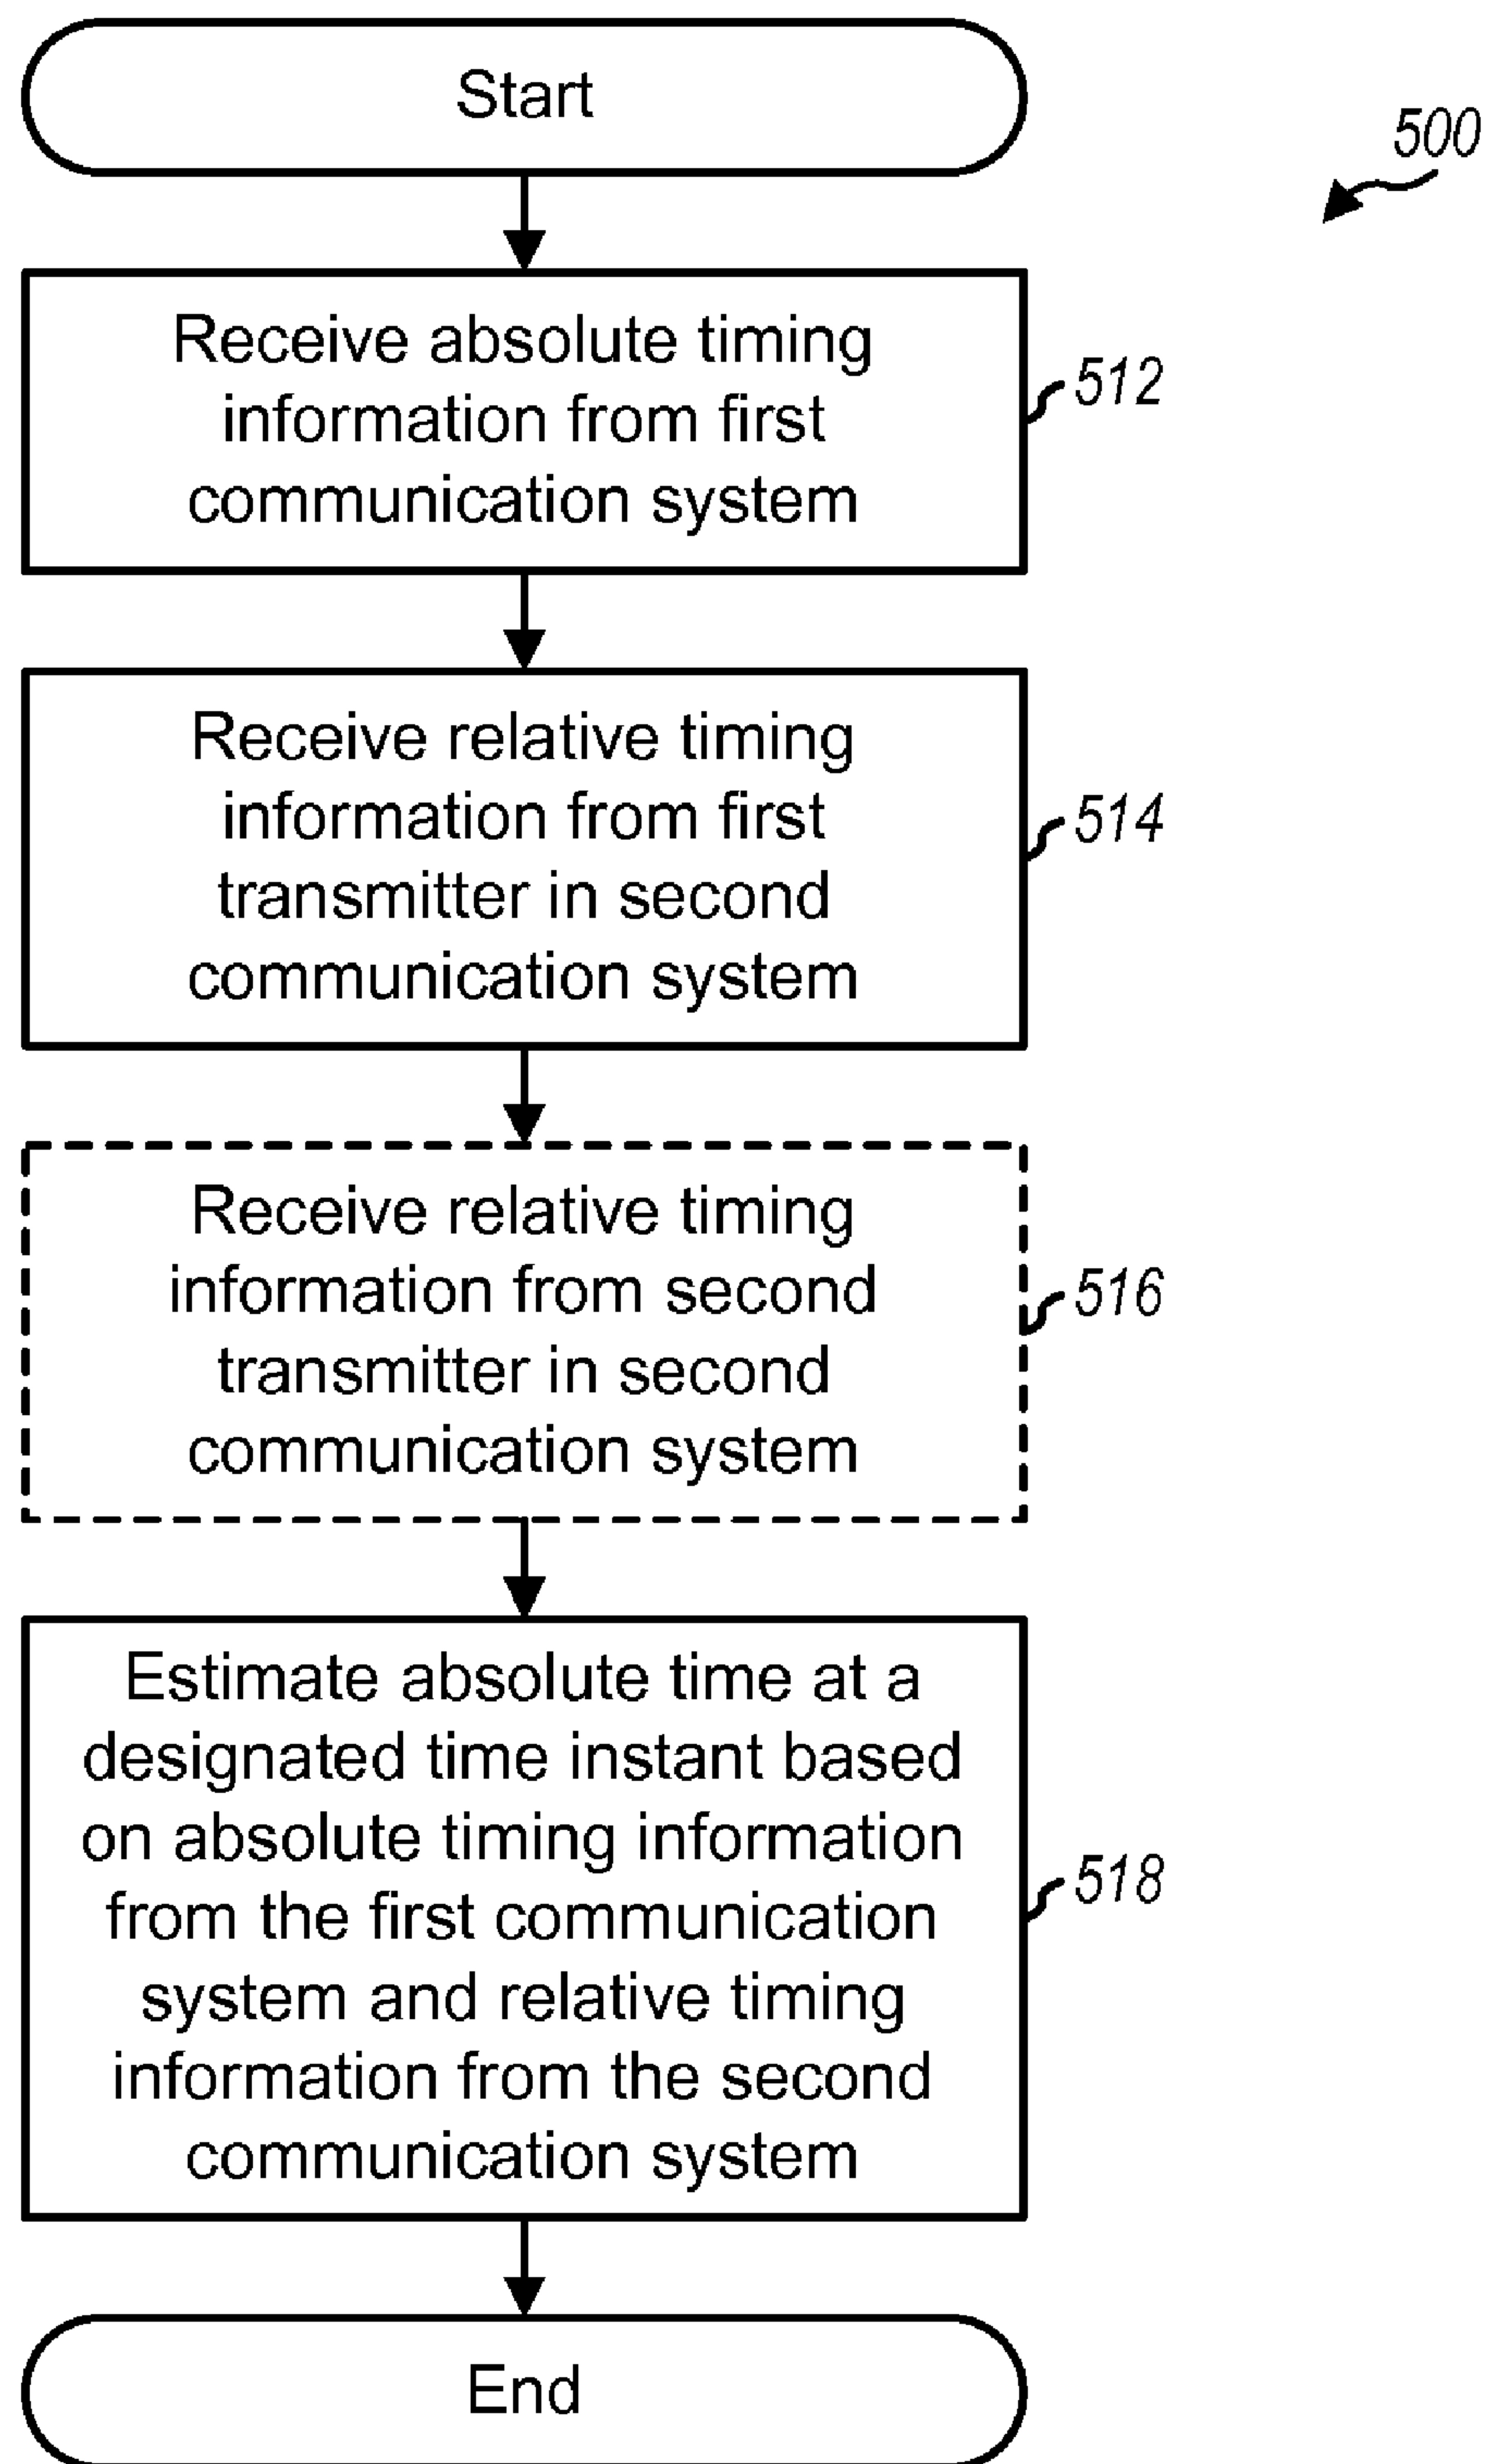 Start
500
Receive absolute timing
information from first
communication system
512
Receive relative timing
information from first
transmitter in second
communication system
514
Receive relative timing
information from second
transmitter in second
communication system
516
Estimate absolute time at a
designated time instant based
on absolute timing information
from the first communication
system and relative timing
information from the second
communication system
518
End